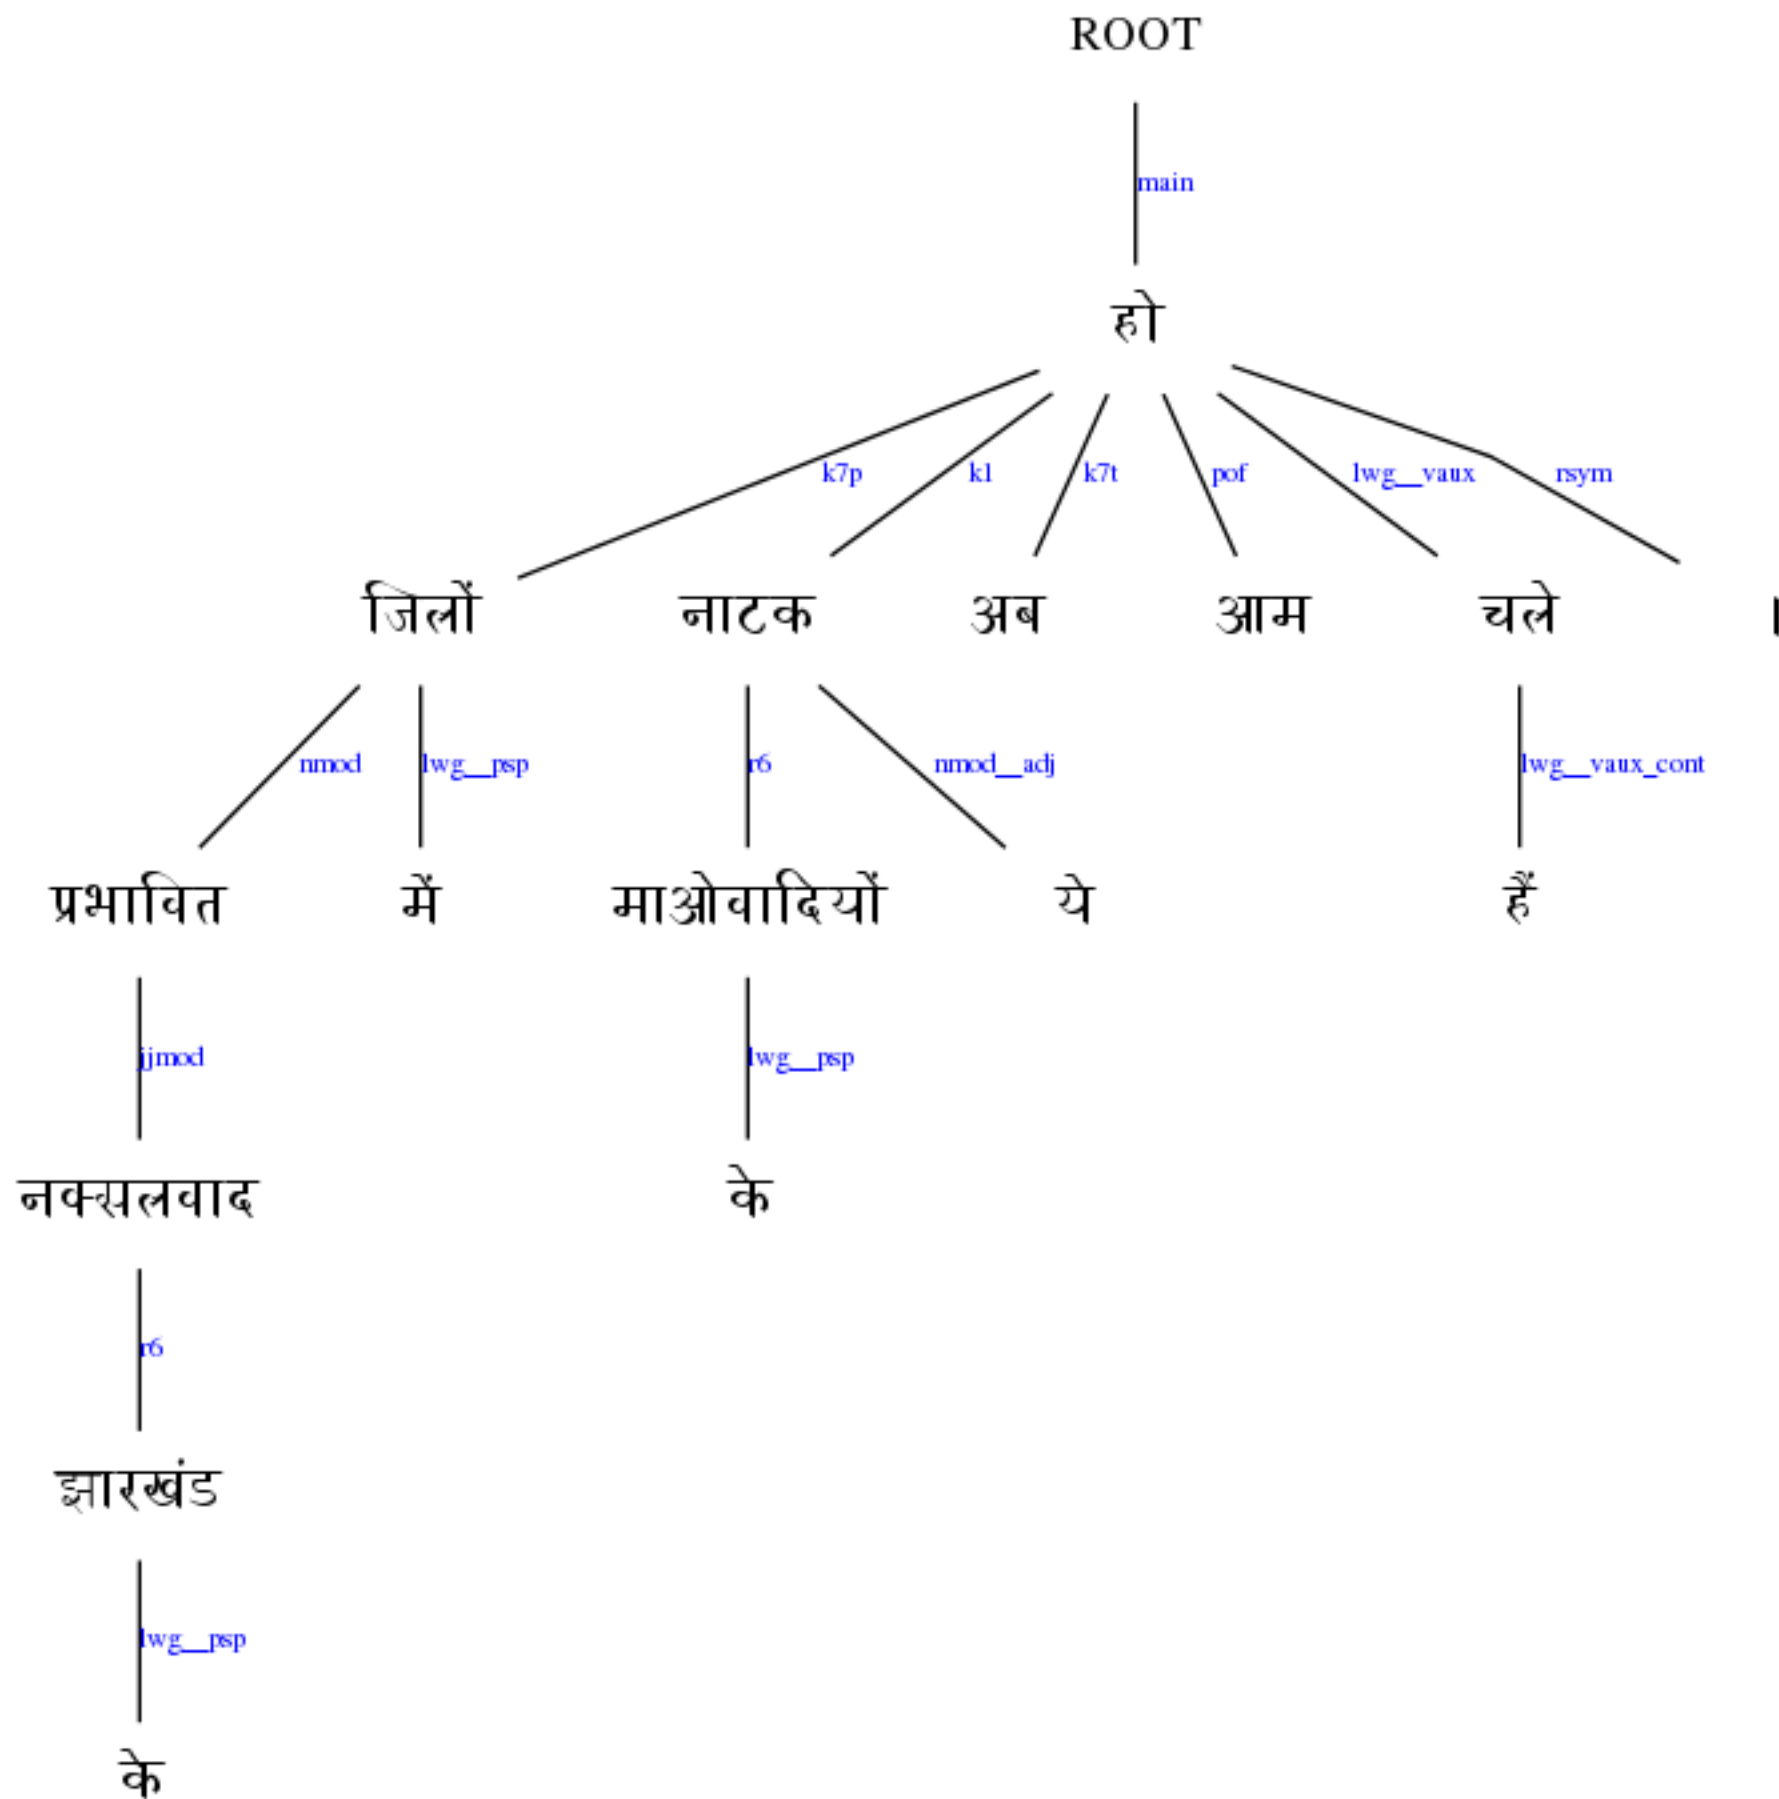 ROOT
main
हो
k7p k1 k7t pof lwg__vaux rsym
जिलों नाटक अब आम चले ।
nmod lwg__psp r6 nmod__adj lwg__vaux_cont
प्रभावित में माओवादियों ये हैं
jjmod lwg__psp
नक्सलवाद के
r6
झारखंड
lwg__psp
के